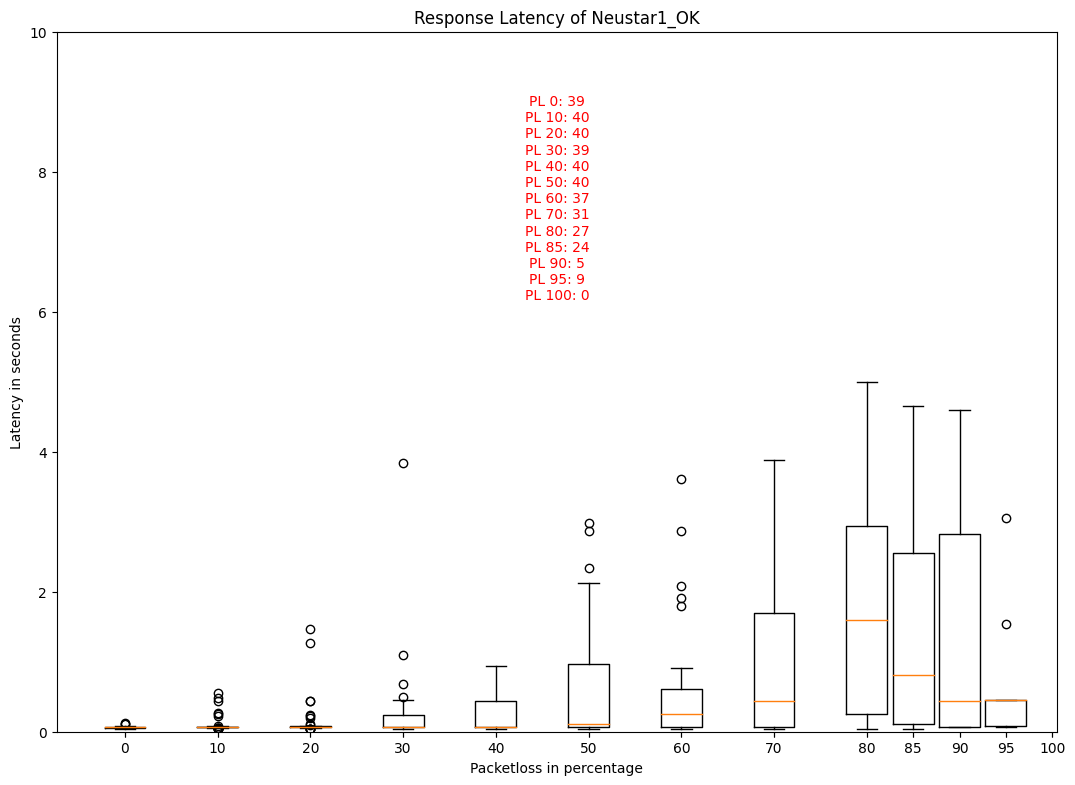 Response Latency of Neustar1_OK
10
8
6
4
2
0
Latency in seconds
PL 0: 39
PL 10: 40
PL 20: 40
PL 30: 39
PL 40: 40
PL 50: 40
PL 60: 37
PL 70: 31
PL 80: 27
PL 85: 24
PL 90: 5
PL 95: 9
PL 100: 0
0 10 20 30 40 50 60 70 80 85 90 95 100
Packetloss in percentage